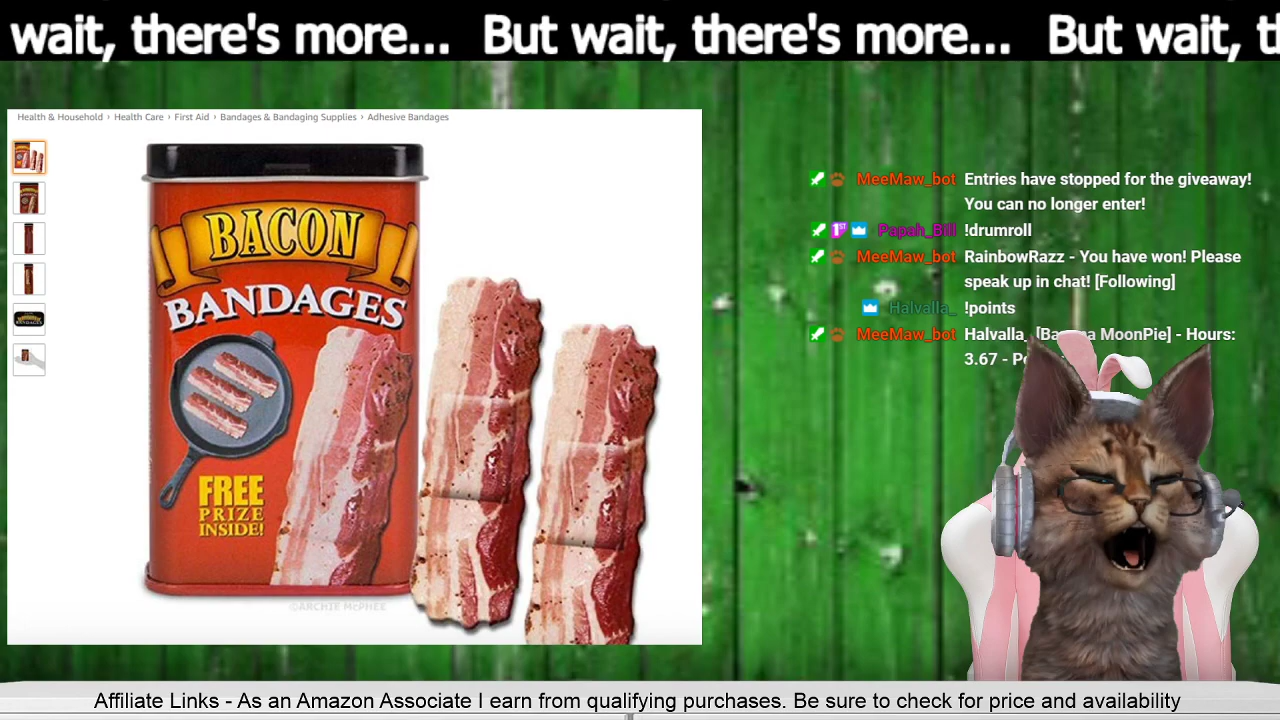 wait, there's more... But wait, there's more... But wait, t
Health & Household › Health Care › First Aid › Bandages & Bandaging Supplies › Adhesive Bandages
BACON
BANDAGES
FREE
PRIZE
INSIDE!
©ARCHIE McPHEE
MeeMaw_bot Entries have stopped for the giveaway!
You can no longer enter!
Papah_Bill !drumroll
MeeMaw_bot RainbowRazz - You have won! Please
speak up in chat! [Following]
Halvalla_ !points
MeeMaw_bot Halvalla_ MoonPie] - Hours:
3.67
Affiliate Links - As an Amazon Associate I earn from qualifying purchases. Be sure to check for price and availability